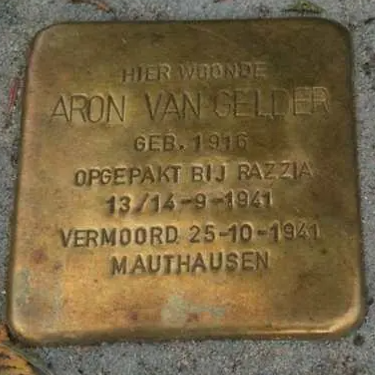 HIER WOONDE
ARON VAN GELDER
GEB. 1916
OPGEPAKT BIJ RAZZIA
13/14-9-1941
VERMOORD 25-10-1941
MAUTHAUSEN